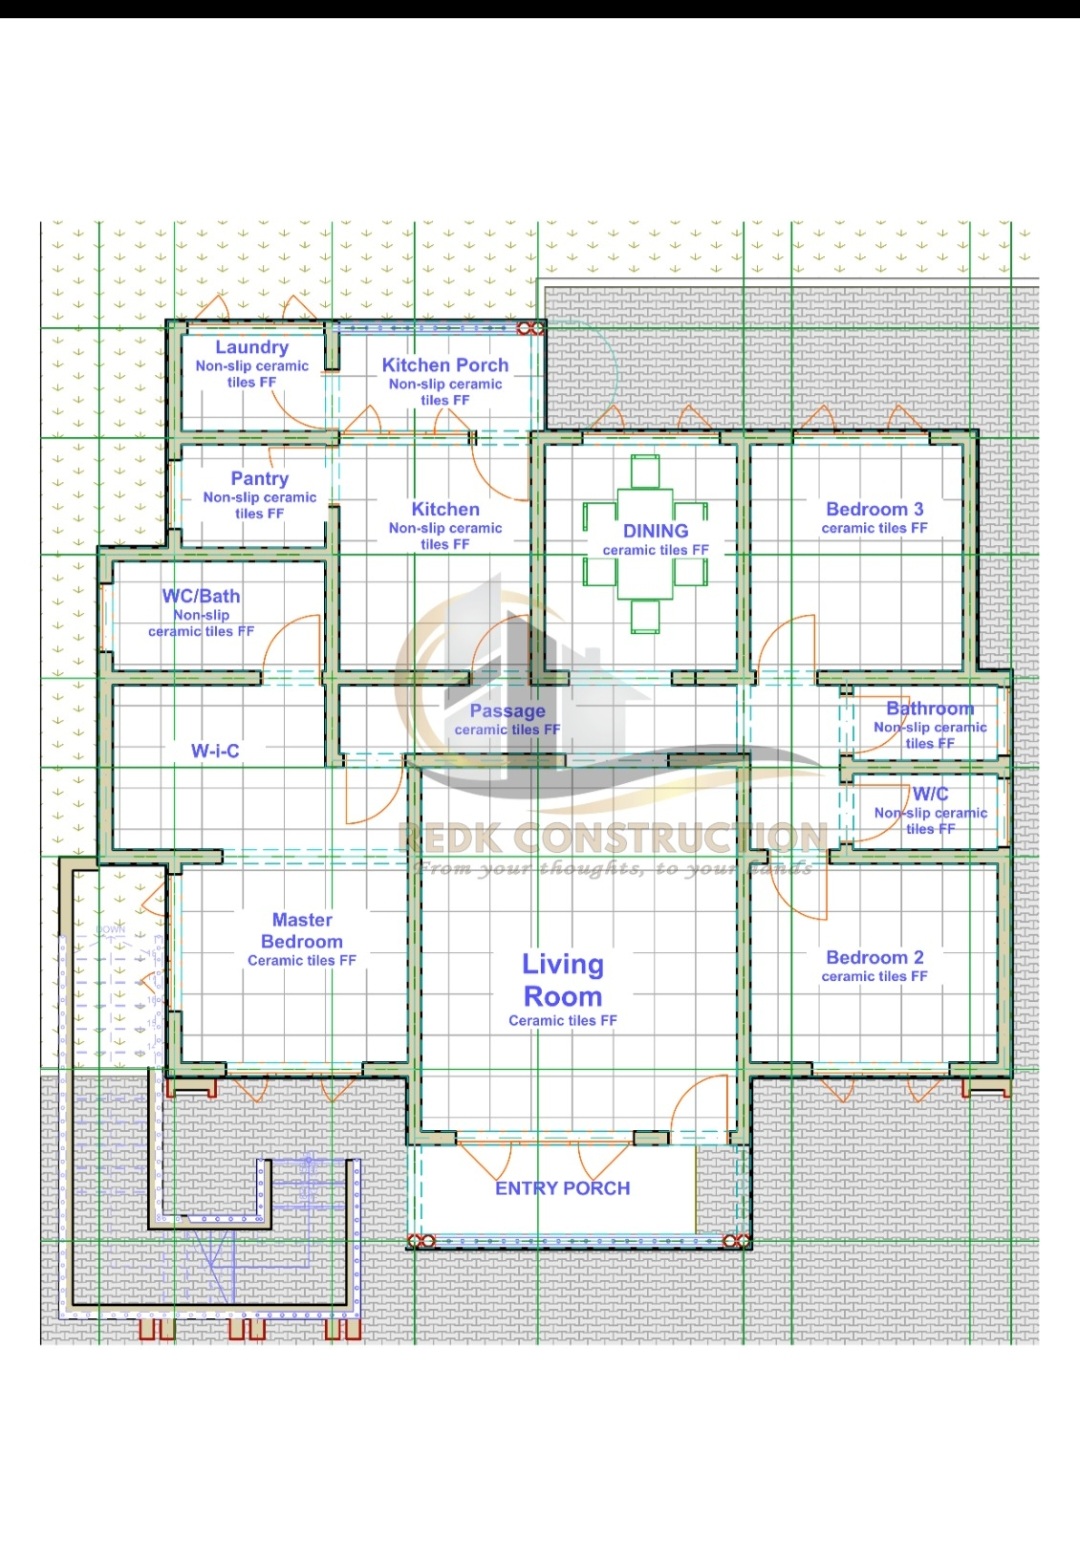 Laundry
Non-slip ceramic
tiles FF
Kitchen Porch
Non-slip ceramic
tiles FF
Pantry
Non-slip ceramic
tiles FF
Kitchen
Non-slip ceramic
tiles FF
DINING
ceramic tiles FF
Bedroom 3
ceramic tiles FF
WC/Bath
Non-slip
ceramic tiles FF
W-i-C
Passage
ceramic tiles FF
Bathroom
Non-slip ceramic
tiles FF
W/C
Non-slip ceramic
tiles FF
REDK CONSTRUCTION
From your thoughts, to your hands
DOWN
Master
Bedroom
Ceramic tiles FF
Living
Room
Ceramic tiles FF
Bedroom 2
ceramic tiles FF
ENTRY PORCH